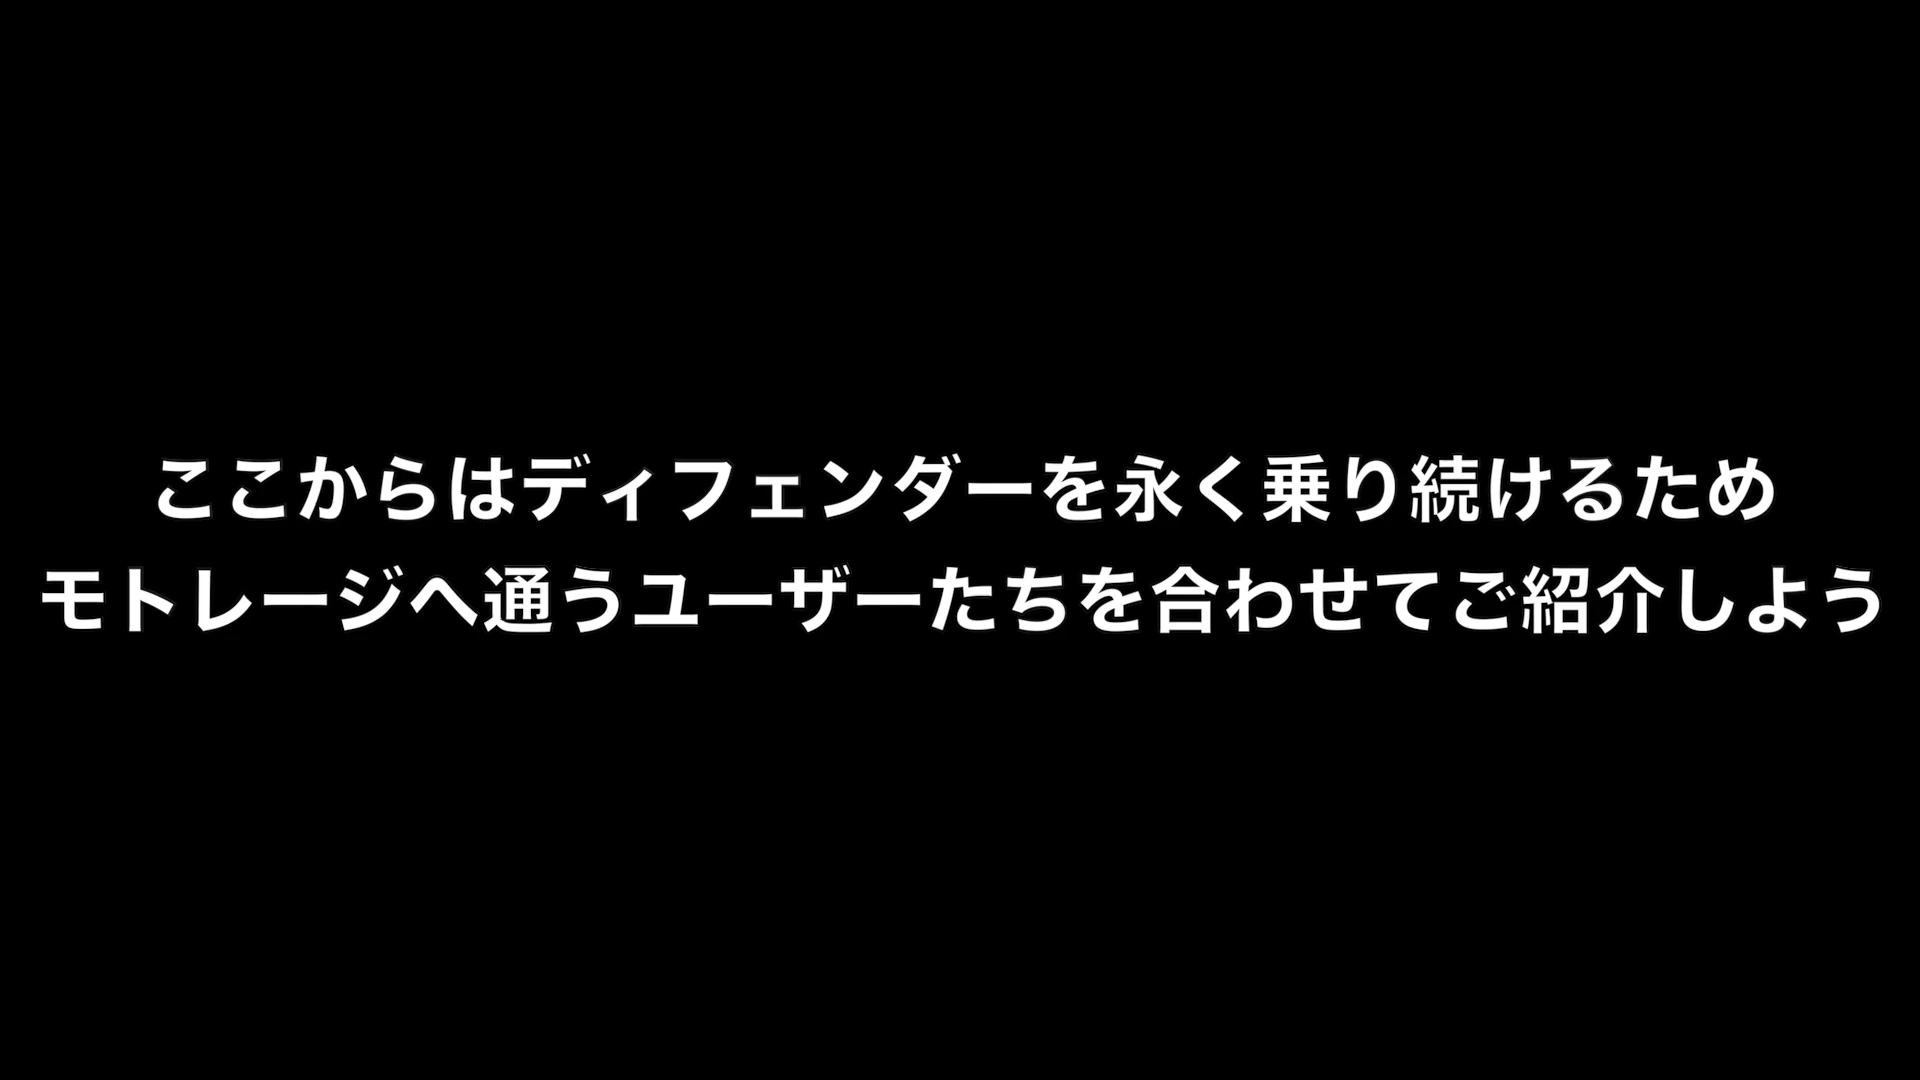 ここからはディフェンダーを永く乗り続けるため
モトレージへ通うユーザーたちを合わせてご紹介しよう